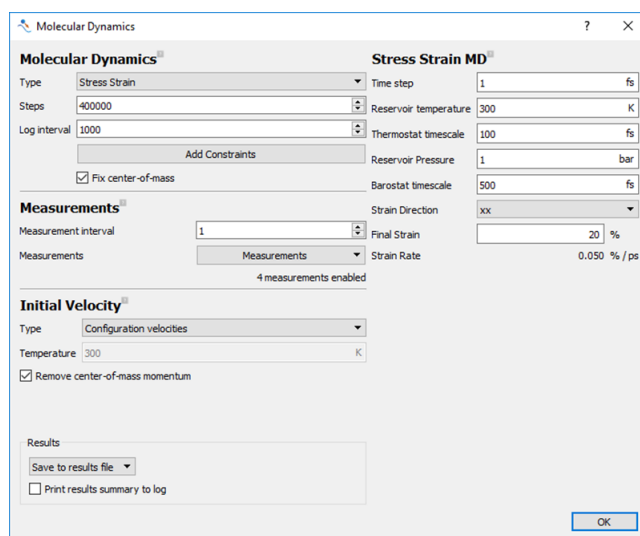 Molecular Dynamics
? ×
Molecular Dynamics
Type Stress Strain
Steps 400000
Log interval 1000
Add Constraints
Fix center-of-mass
Measurements
Measurement interval 1
Measurements Measurements
4 measurements enabled
Initial Velocity
Type Configuration velocities
Temperature 300 K
Remove center-of-mass momentum
Results
Save to results file
Print results summary to log
Stress Strain MD
Time step 1 fs
Reservoir temperature 300 K
Thermostat timescale 100 fs
Reservoir Pressure 1 bar
Barostat timescale 500 fs
Strain Direction xx
Final Strain 20 %
Strain Rate 0.050 % / ps
OK